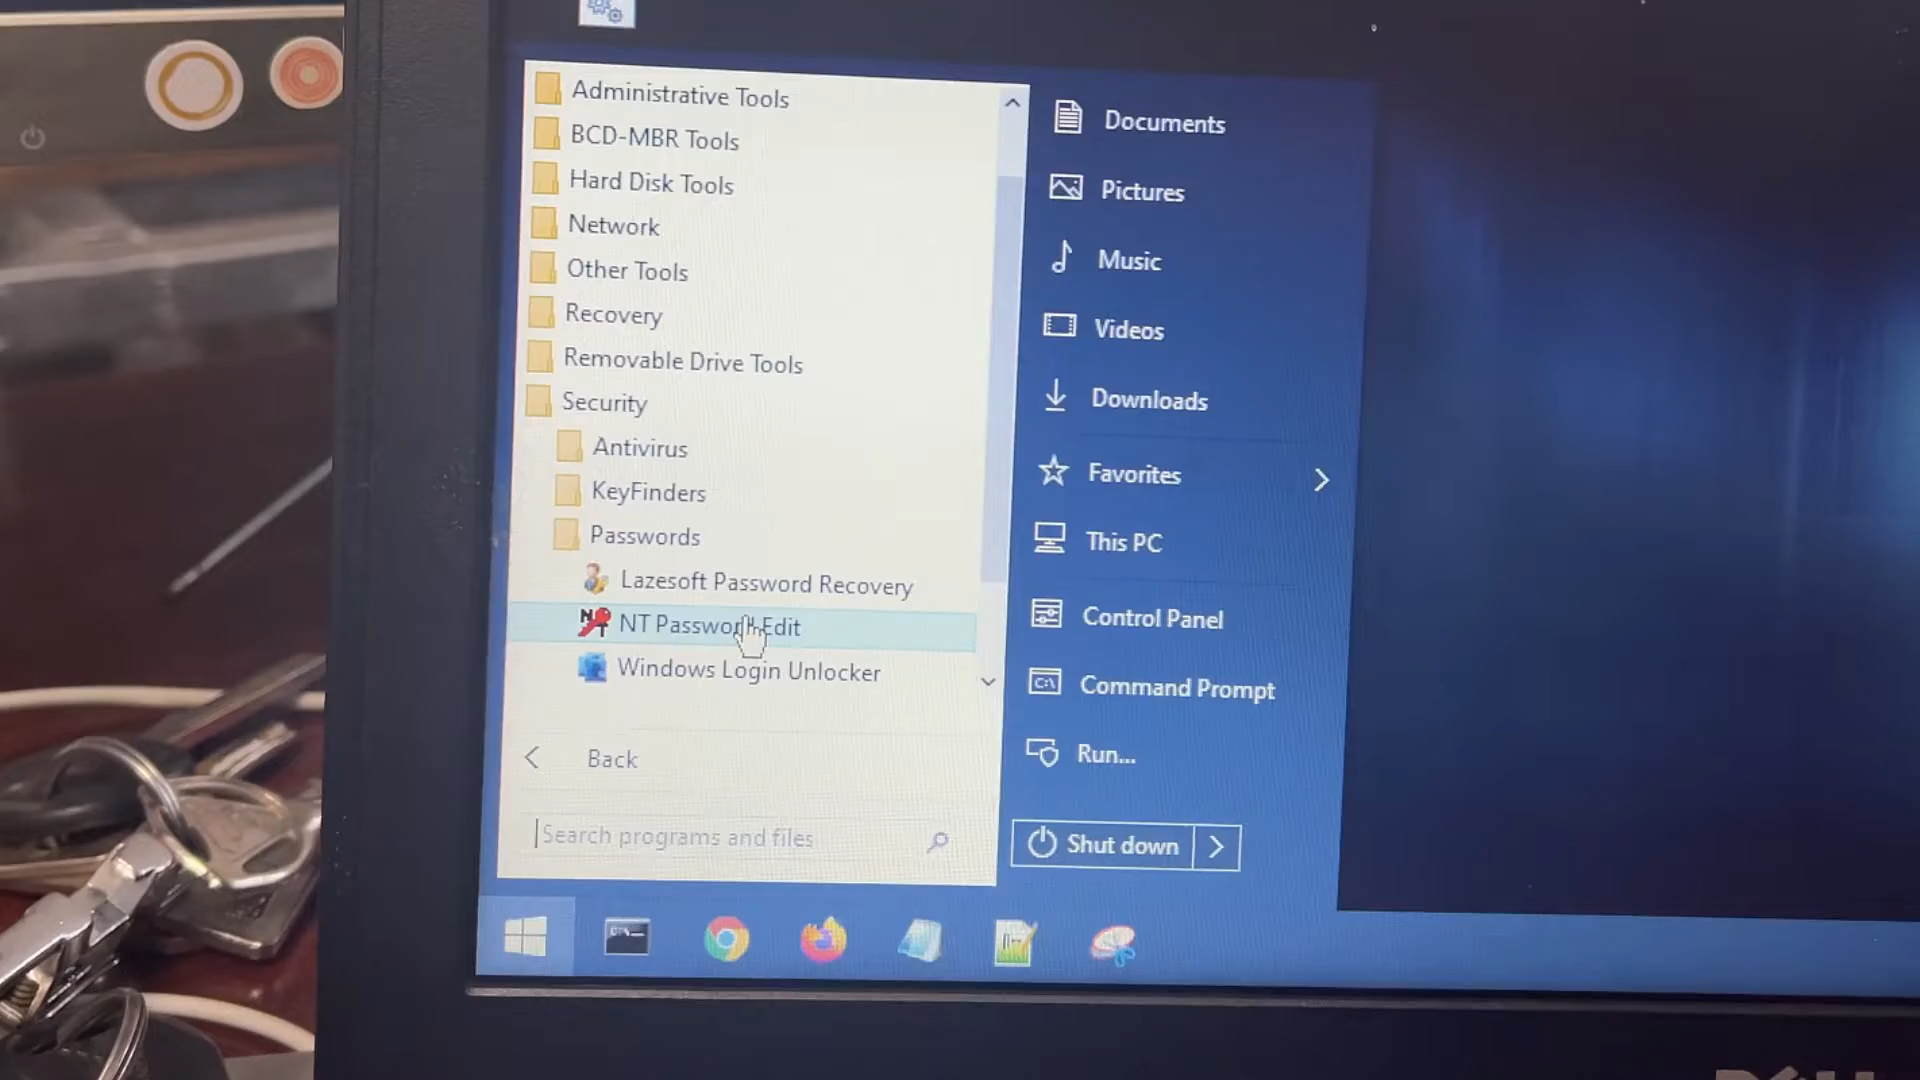 Administrative Tools
BCD-MBR Tools
Hard Disk Tools
Network
Other Tools
Recovery
Removable Drive Tools
Security
Antivirus
KeyFinders
Passwords
Lazesoft Password Recovery
NT Password Edit
Windows Login Unlocker
Back
Search programs and files
Documents
Pictures
Music
Videos
Downloads
Favorites
This PC
Control Panel
Command Prompt
Run...
Shut down